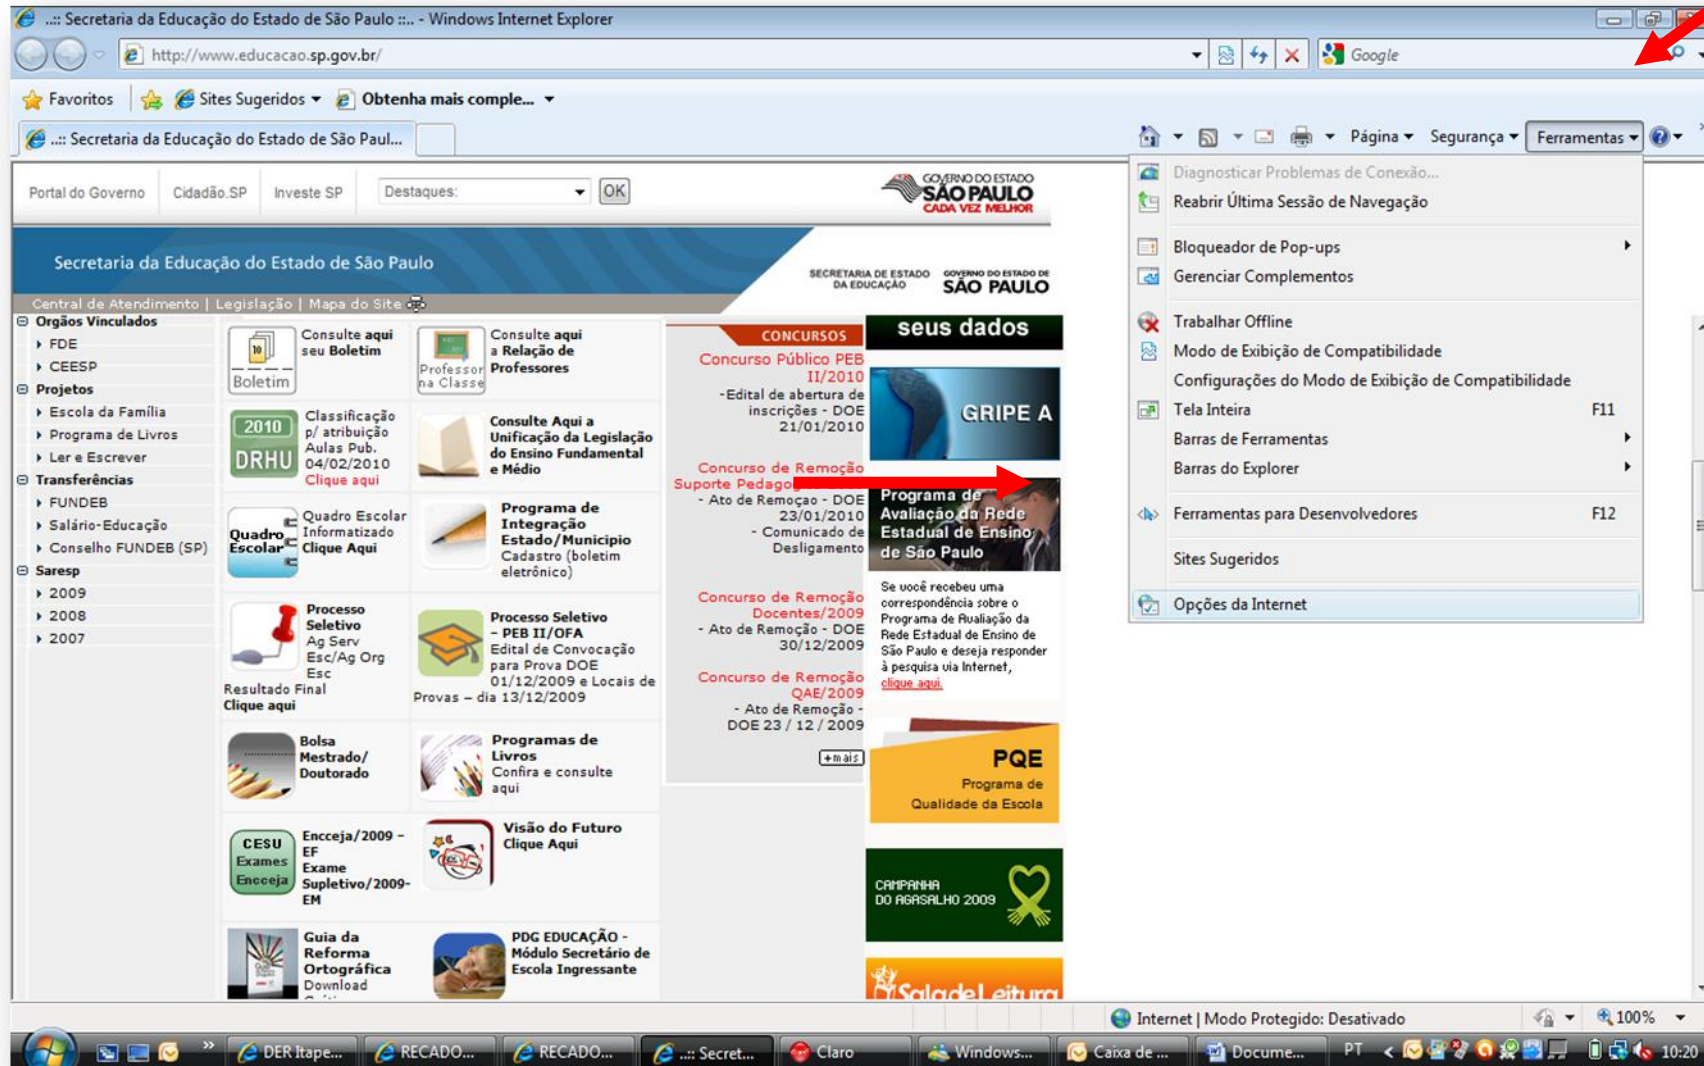 ..:: Secretaria da Educação do Estado de São Paulo ::.. - Windows Internet Explorer
http://www.educacao.sp.gov.br/
Google
Favoritos
Sites Sugeridos
Obtenha mais comple...
..:: Secretaria da Educação do Estado de São Paul...
Página
Segurança
Ferramentas
Portal do Governo
Cidadão.SP
Investe SP
Destaques:
OK
GOVERNO DO ESTADO
SÃO PAULO
CADA VEZ MELHOR
Secretaria da Educação do Estado de São Paulo
SECRETARIA DE ESTADO
DA EDUCAÇÃO
GOVERNO DO ESTADO DE
SÃO PAULO
Central de Atendimento | Legislação | Mapa do Site
Orgãos Vinculados
FDE
CEESP
Projetos
Escola da Família
Programa de Livros
Ler e Escrever
Transferências
FUNDEB
Salário-Educação
Conselho FUNDEB (SP)
Saresp
2009
2008
2007
10
Boletim
Consulte aqui
seu Boletim
Professor
na Classe
Consulte aqui
a Relação de
Professores
2010
DRHU
Classificação
p/ atribuição
Aulas Pub.
04/02/2010
Clique aqui
Consulte Aqui a
Unificação da Legislação
do Ensino Fundamental
e Médio
Quadro
Escolar
Quadro Escolar
Informatizado
Clique Aqui
Programa de
Integração
Estado/Municipio
Cadastro (boletim
eletrônico)
Processo
Seletivo
Ag Serv
Esc/Ag Org
Esc
Resultado Final
Clique aqui
Processo Seletivo
– PEB II/OFA
Edital de Convocação
para Prova DOE
01/12/2009 e Locais de
Provas – dia 13/12/2009
Bolsa
Mestrado/
Doutorado
Programas de
Livros
Confira e consulte
aqui
CESU
Exames
Encceja
Encceja/2009 –
EF
Exame
Supletivo/2009-
EM
Visão do Futuro
Clique Aqui
Guia da
Reforma
Ortográfica
Download
PDG EDUCAÇÃO -
Módulo Secretário de
Escola Ingressante
CONCURSOS
Concurso Público PEB
II/2010
-Edital de abertura de
inscrições - DOE
21/01/2010
Concurso de Remoção
Suporte
- Ato de Remoçao - DOE
23/01/2010
- Comunicado de
Desligamento
Concurso de Remoção
Docentes/2009
- Ato de Remoção - DOE
30/12/2009
Concurso de Remoção
QAE/2009
- Ato de Remoção -
DOE 23 / 12 / 2009
+mais
seus dados
GRIPE A
Programa de
Avaliação da Rede
Estadual de Ensino
de São Paulo
Se você recebeu uma
correspondência sobre o
Programa de Avaliação da
Rede Estadual de Ensino de
São Paulo e deseja responder
à pesquisa via Internet,
clique aqui.
PQE
Programa de
Qualidade da Escola
CAMPANHA
DO AGASALHO 2009
Sala de Leitura
Diagnosticar Problemas de Conexão...
Reabrir Última Sessão de Navegação
Bloqueador de Pop-ups
Gerenciar Complementos
Trabalhar Offline
Modo de Exibição de Compatibilidade
Configurações do Modo de Exibição de Compatibilidade
Tela Inteira F11
Barras de Ferramentas
Barras do Explorer
Ferramentas para Desenvolvedores F12
Sites Sugeridos
Opções da Internet
Internet | Modo Protegido: Desativado
100%
DER Itape...
RECADO...
RECADO...
..:: Secret...
Claro
Windows...
Caixa de ...
Docume...
PT
10:20